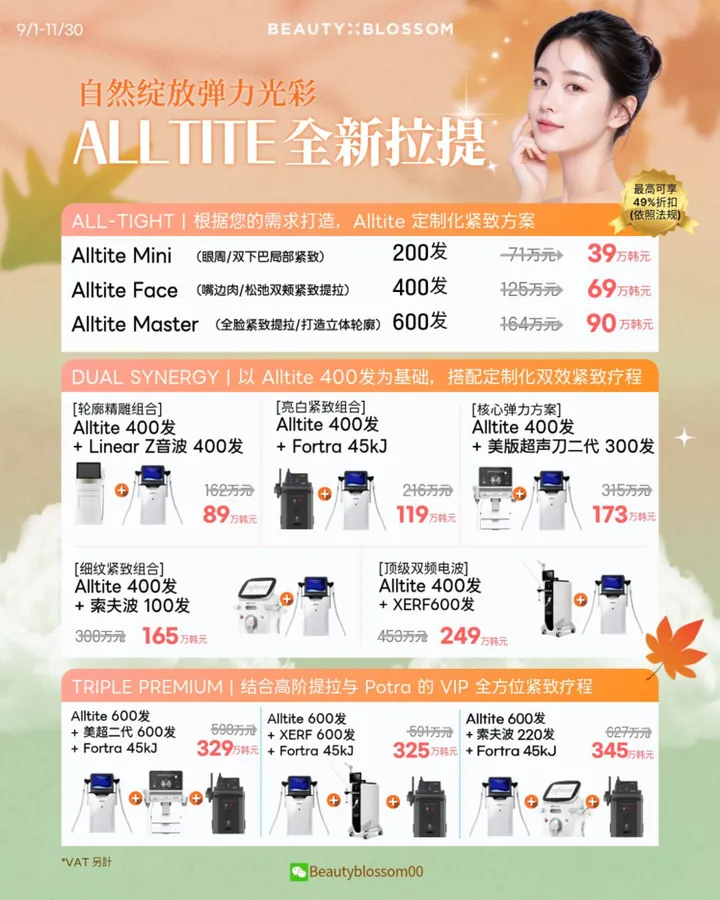 9/1-11/30
BEAUTY BLOSSOM
自然绽放弹力光彩
ALLTITE 全新拉提
最高可享
49%折扣
(依照法规)
ALL-TIGHT | 根据您的需求打造，Alltite 定制化紧致方案
Alltite Mini （眼周/双下巴局部紧致） 200发 71万元 39万韩元
Alltite Face （嘴边肉/松弛双颊紧致提拉） 400发 125万元 69万韩元
Alltite Master （全脸紧致提拉/打造立体轮廓） 600发 164万元 90万韩元
DUAL SYNERGY | 以 Alltite 400发为基础，搭配定制化双效紧致疗程
[轮廓精雕组合]
Alltite 400发
+ Linear Z音波 400发
162万元
89万韩元
[亮白紧致组合]
Alltite 400发
+ Fortra 45kJ
216万元
119万韩元
[核心弹力方案]
Alltite 400发
+ 美版超声刀二代 300发
315万元
173万韩元
[细纹紧致组合]
Alltite 400发
+ 索夫波 100发
300万元 165万韩元
[顶级双频电波]
Alltite 400发
+ XERF600发
453万元 249万韩元
TRIPLE PREMIUM | 结合高阶提拉与 Potra 的 VIP 全方位紧致疗程
Alltite 600发
+ 美超二代 600发
+ Fortra 45kJ
598万元
329万韩元
Alltite 600发
+ XERF 600发
+ Fortra 45kJ
591万元
325万韩元
Alltite 600发
+ 索夫波 220发
+ Fortra 45kJ
627万元
345万韩元
*VAT 另計
Beautyblossom00